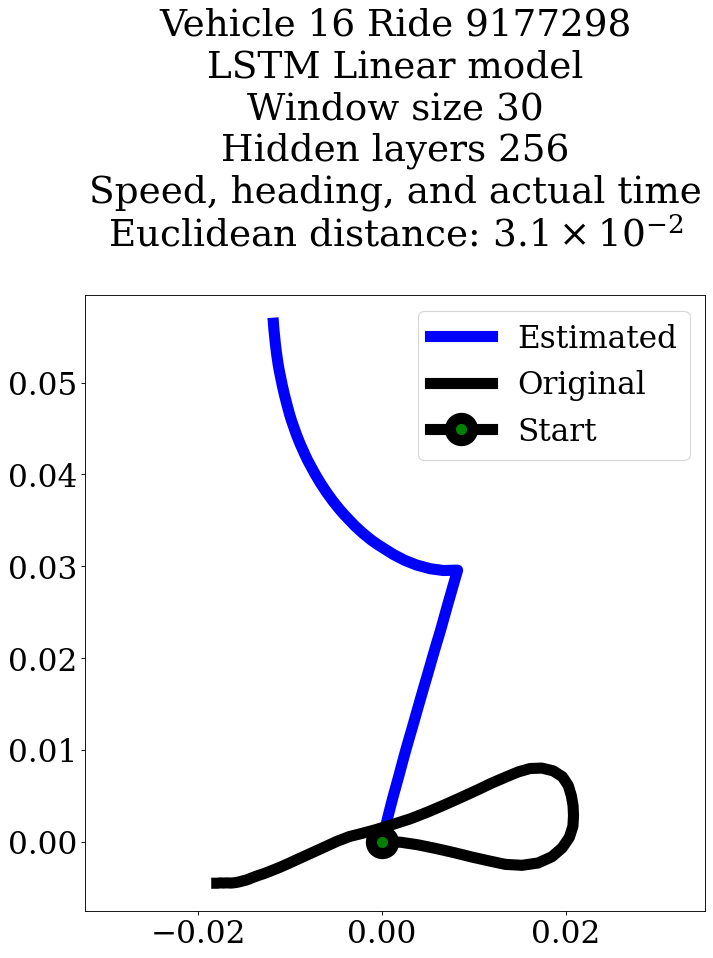 Vehicle 16 Ride 9177298
LSTM Linear model
Window size 30
Hidden layers 256
Speed, heading, and actual time
Euclidean distance: 3.1 × 10⁻²
Estimated
Original
Start
0.05
0.04
0.03
0.02
0.01
0.00
−0.02 0.00 0.02